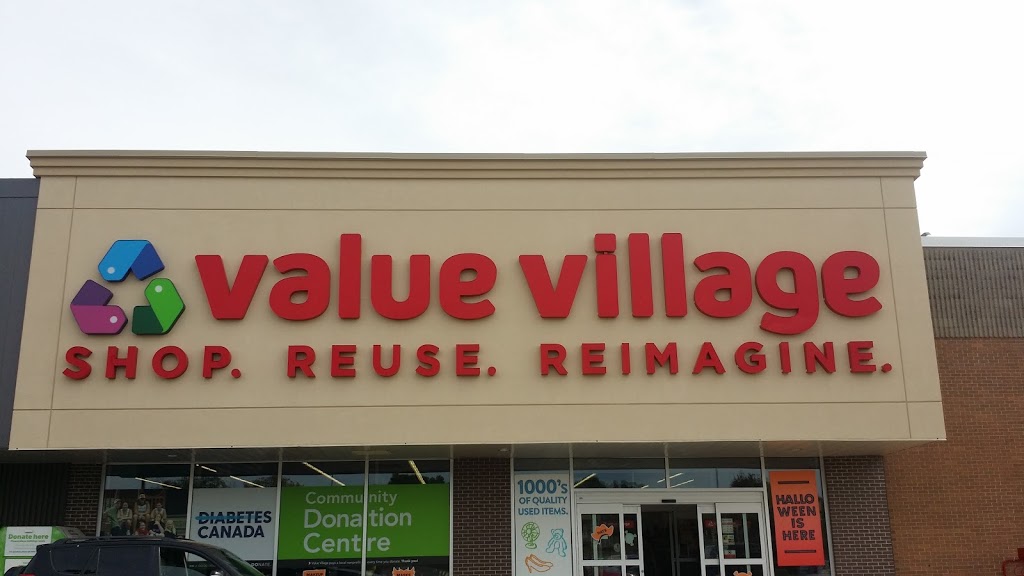 value village
SHOP. REUSE. REIMAGINE.
Donate here
DIABETES
CANADA
Community
Donation
Centre
1000's
OF QUALITY
USED ITEMS.
HALLO
WEEN
IS
HERE